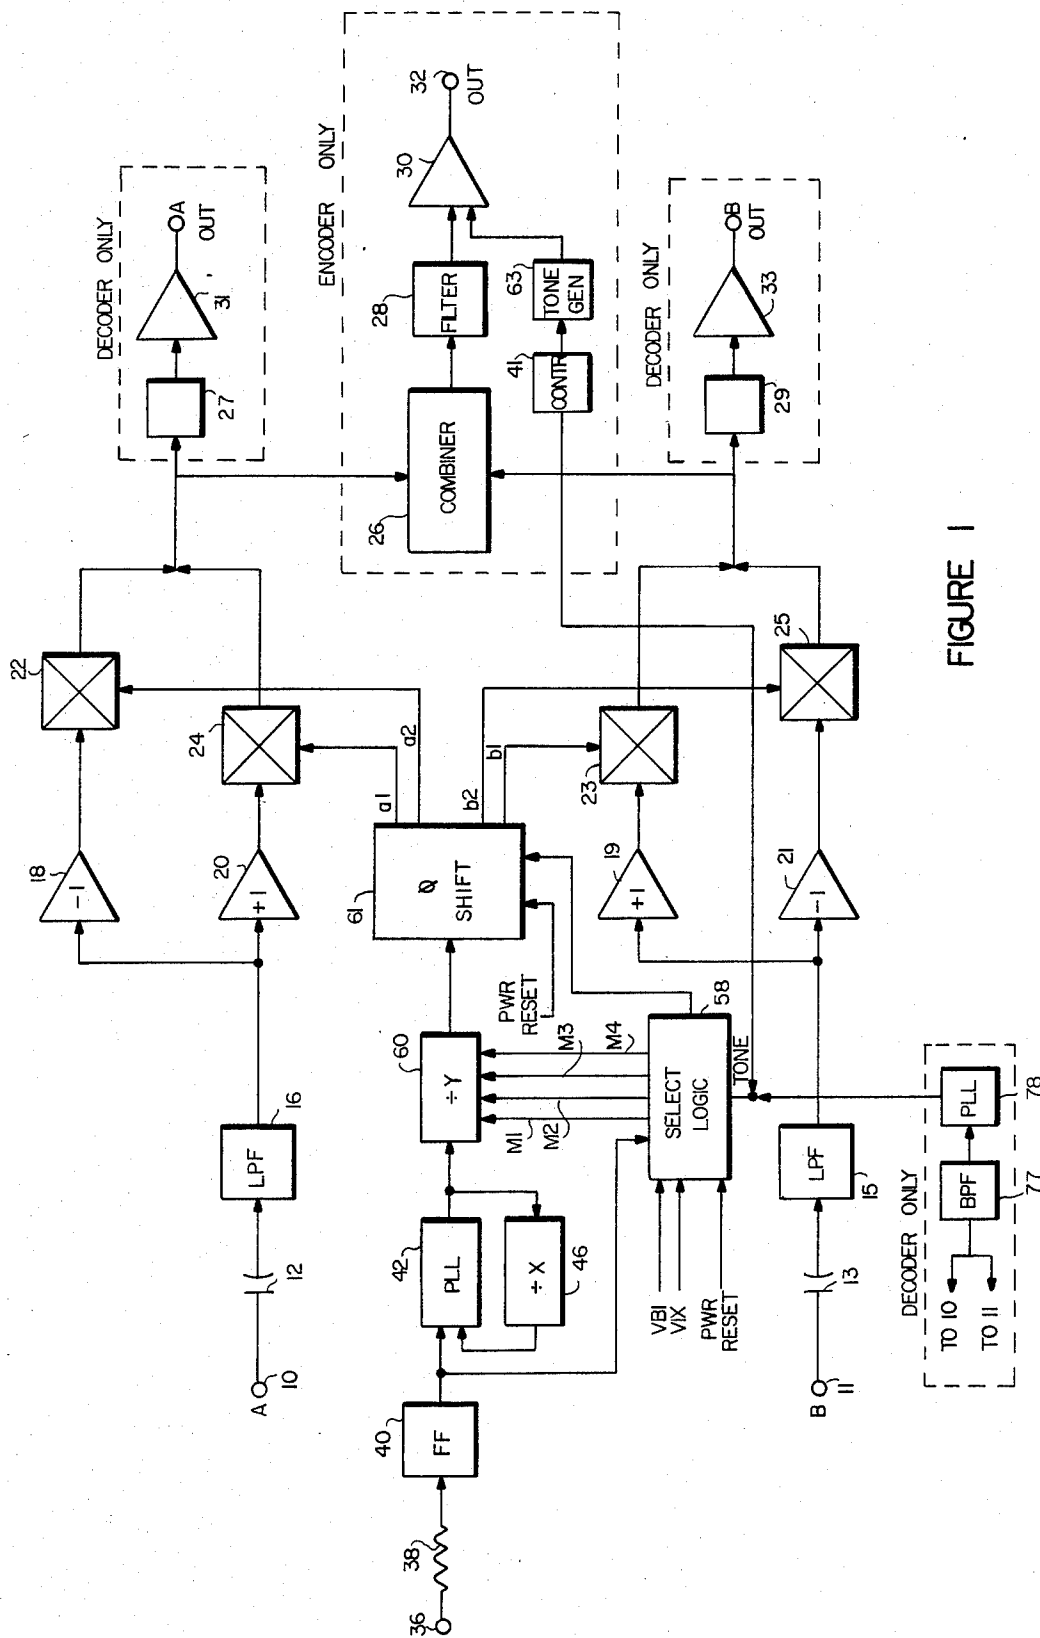 DECODER ONLY
31
A
OUT
27
22
18
-1
24
20
+1
16
LPF
12
A
10
ENCODER ONLY
32
OUT
30
28
FILTER
63
TONE
GEN
41
CONTR
26
COMBINER
a1
a2
b2
b1
61
Ø
SHIFT
PWR
RESET
60
÷Y
M1
M2
M3
M4
42
PLL
÷X
46
40
FF
38
36
58
SELECT
LOGIC
TONE
VBI
VIX
PWR
RESET
DECODER ONLY
33
B
OUT
29
23
19
+1
25
21
-1
LPF
15
13
B
11
DECODER ONLY
PLL
78
BPF
77
TO 10
TO 11
FIGURE 1